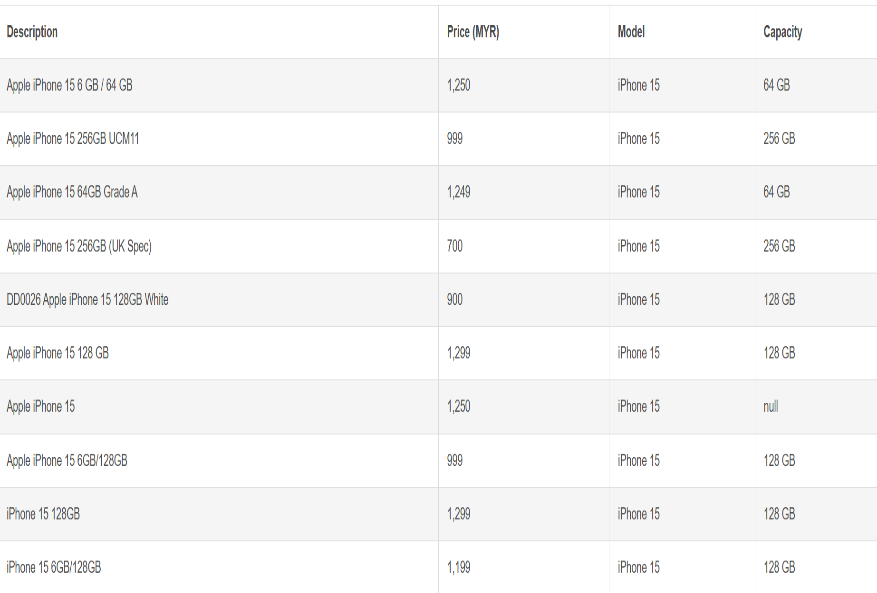 Description Price (MYR) Model Capacity
Apple iPhone 15 6 GB / 64 GB 1,250 iPhone 15 64 GB
Apple iPhone 15 256GB UCM11 999 iPhone 15 256 GB
Apple iPhone 15 64GB Grade A 1,249 iPhone 15 64 GB
Apple iPhone 15 256GB (UK Spec) 700 iPhone 15 256 GB
DD0026 Apple iPhone 15 128GB White 900 iPhone 15 128 GB
Apple iPhone 15 128 GB 1,299 iPhone 15 128 GB
Apple iPhone 15 1,250 iPhone 15 null
Apple iPhone 15 6GB/128GB 999 iPhone 15 128 GB
iPhone 15 128GB 1,299 iPhone 15 128 GB
iPhone 15 6GB/128GB 1,199 iPhone 15 128 GB